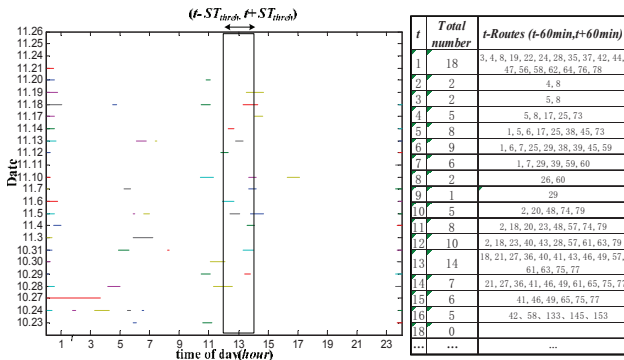 (t-STthrch, t+STthrch)
11.26
11.23
11.22
11.21
11.20
11.19
11.18
11.16
11.14
11.13
11.12
11.11
11.10
11.7
11.6
11.5
11.4
11.3
11.31
10.30
10.29
10.28
10.27
10.24
10.23
Date
1 3 5 7 9 11 13 15 17 19 21 23
time of day(hour)
t Total number t-Routes (t-60min,t+60min)
1 18 3, 4, 8, 19, 22, 24, 28, 35, 37, 42, 44,
47, 56, 58, 62, 64, 76, 78
2 2 4, 8
3 2 5, 8
4 5 5, 8, 17, 25, 73
5 8 1, 5, 6, 17, 25, 38, 45, 73
6 9 1, 6, 7, 25, 29, 38, 39, 45, 59
7 6 1, 7, 29, 39, 59, 60
8 2 26, 60
9 1 29
10 5 2, 20, 48, 74, 79
11 8 2, 18, 20, 23, 48, 57, 74, 79
12 10 2, 18, 23, 40, 43, 28, 57, 61, 63, 79
13 14 18, 21, 27, 36, 40, 41, 43, 46, 49, 57,
61, 63, 75, 77
14 7 21, 27, 36, 41, 46, 49, 61, 65, 75, 77
15 6 41, 46, 49, 65, 75, 77
16 5 42、58、133、145、153
18 0
... ... ...